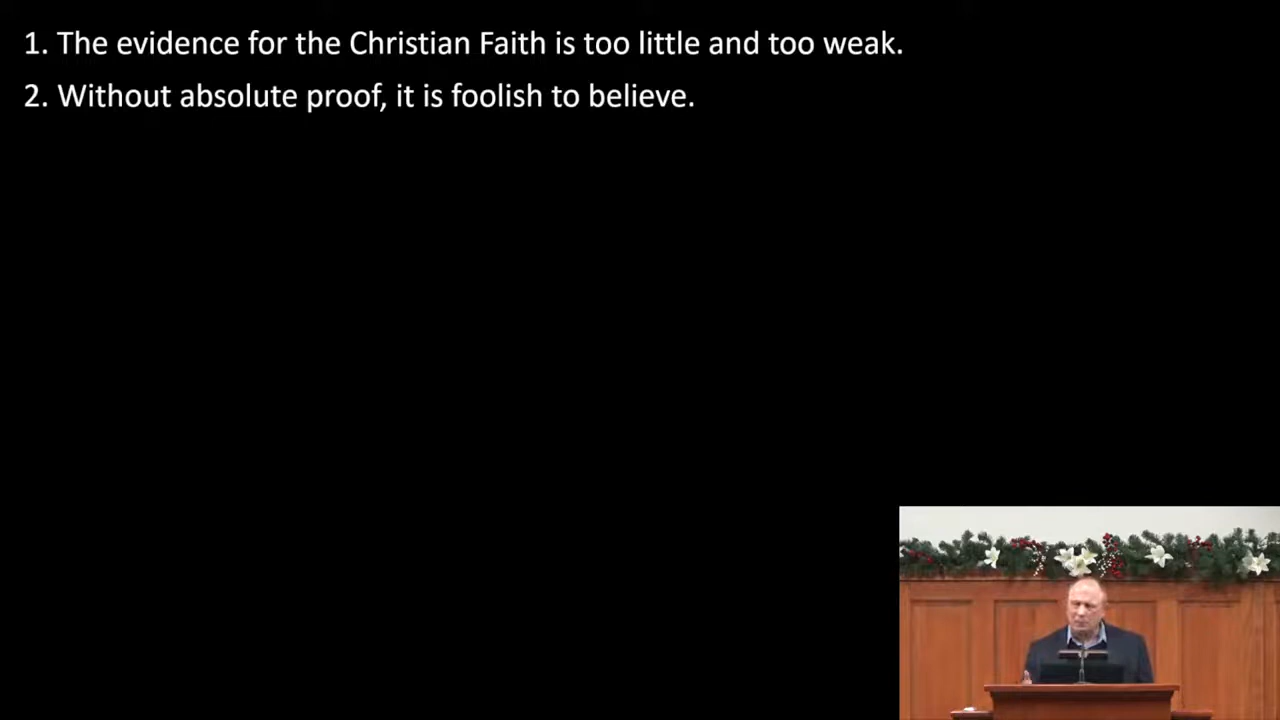 1. The evidence for the Christian Faith is too little and too weak.
2. Without absolute proof, it is foolish to believe.